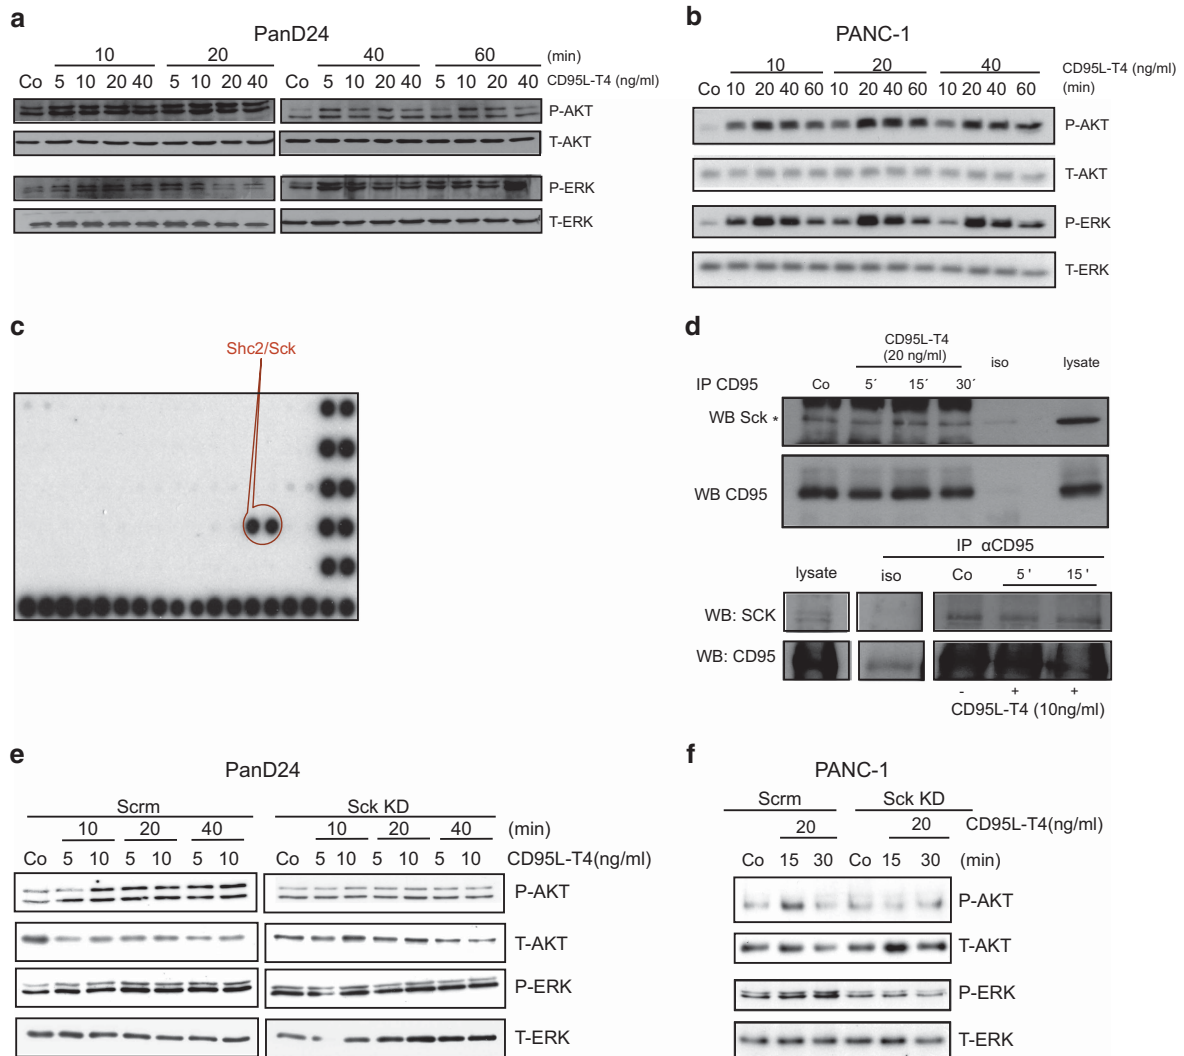 a
PanD24
10 20 (min)
Co 5 10 20 40 5 10 20 40
40 60
Co 5 10 20 40 5 10 20 40 CD95L-T4 (ng/ml)
P-AKT
T-AKT
P-ERK
T-ERK
b
PANC-1
10 20 40 CD95L-T4 (ng/ml)
Co 10 20 40 60 10 20 40 60 10 20 40 60 (min)
P-AKT
T-AKT
P-ERK
T-ERK
c
Shc2/Sck
d
CD95L-T4
(20 ng/ml)
iso lysate
IP CD95 Co 5´ 15´ 30´
WB Sck *
WB CD95
IP αCD95
lysate iso Co 5 ' 15 '
WB: SCK
WB: CD95
- + +
CD95L-T4 (10ng/ml)
e
PanD24
Scrm Sck KD
10 20 40 10 20 40 (min)
Co 5 10 5 10 5 10 Co 5 10 5 10 5 10 CD95L-T4(ng/ml)
P-AKT
T-AKT
P-ERK
T-ERK
f
PANC-1
Scrm Sck KD
20 20 CD95L-T4(ng/ml)
Co 15 30 Co 15 30 (min)
P-AKT
T-AKT
P-ERK
T-ERK